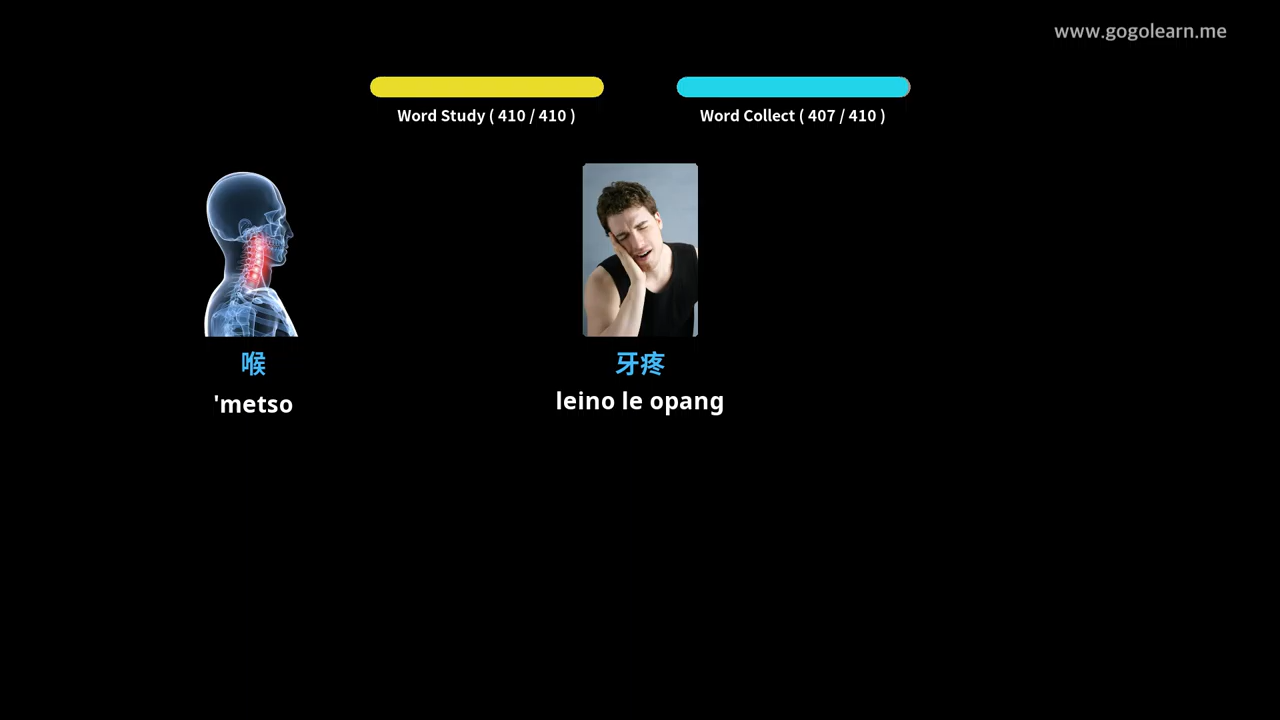 www.gogolearn.me
Word Study ( 410 / 410 )
Word Collect ( 407 / 410 )
喉
'metso
牙疼
leino le opang